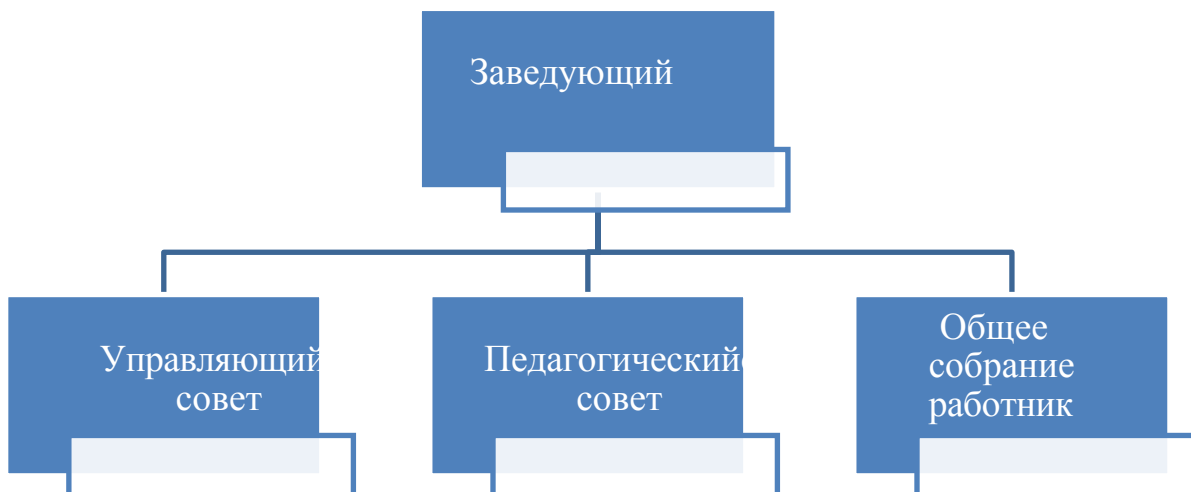 Заведующий
Управляющий
совет
Педагогический
совет
Общее
собрание
работник